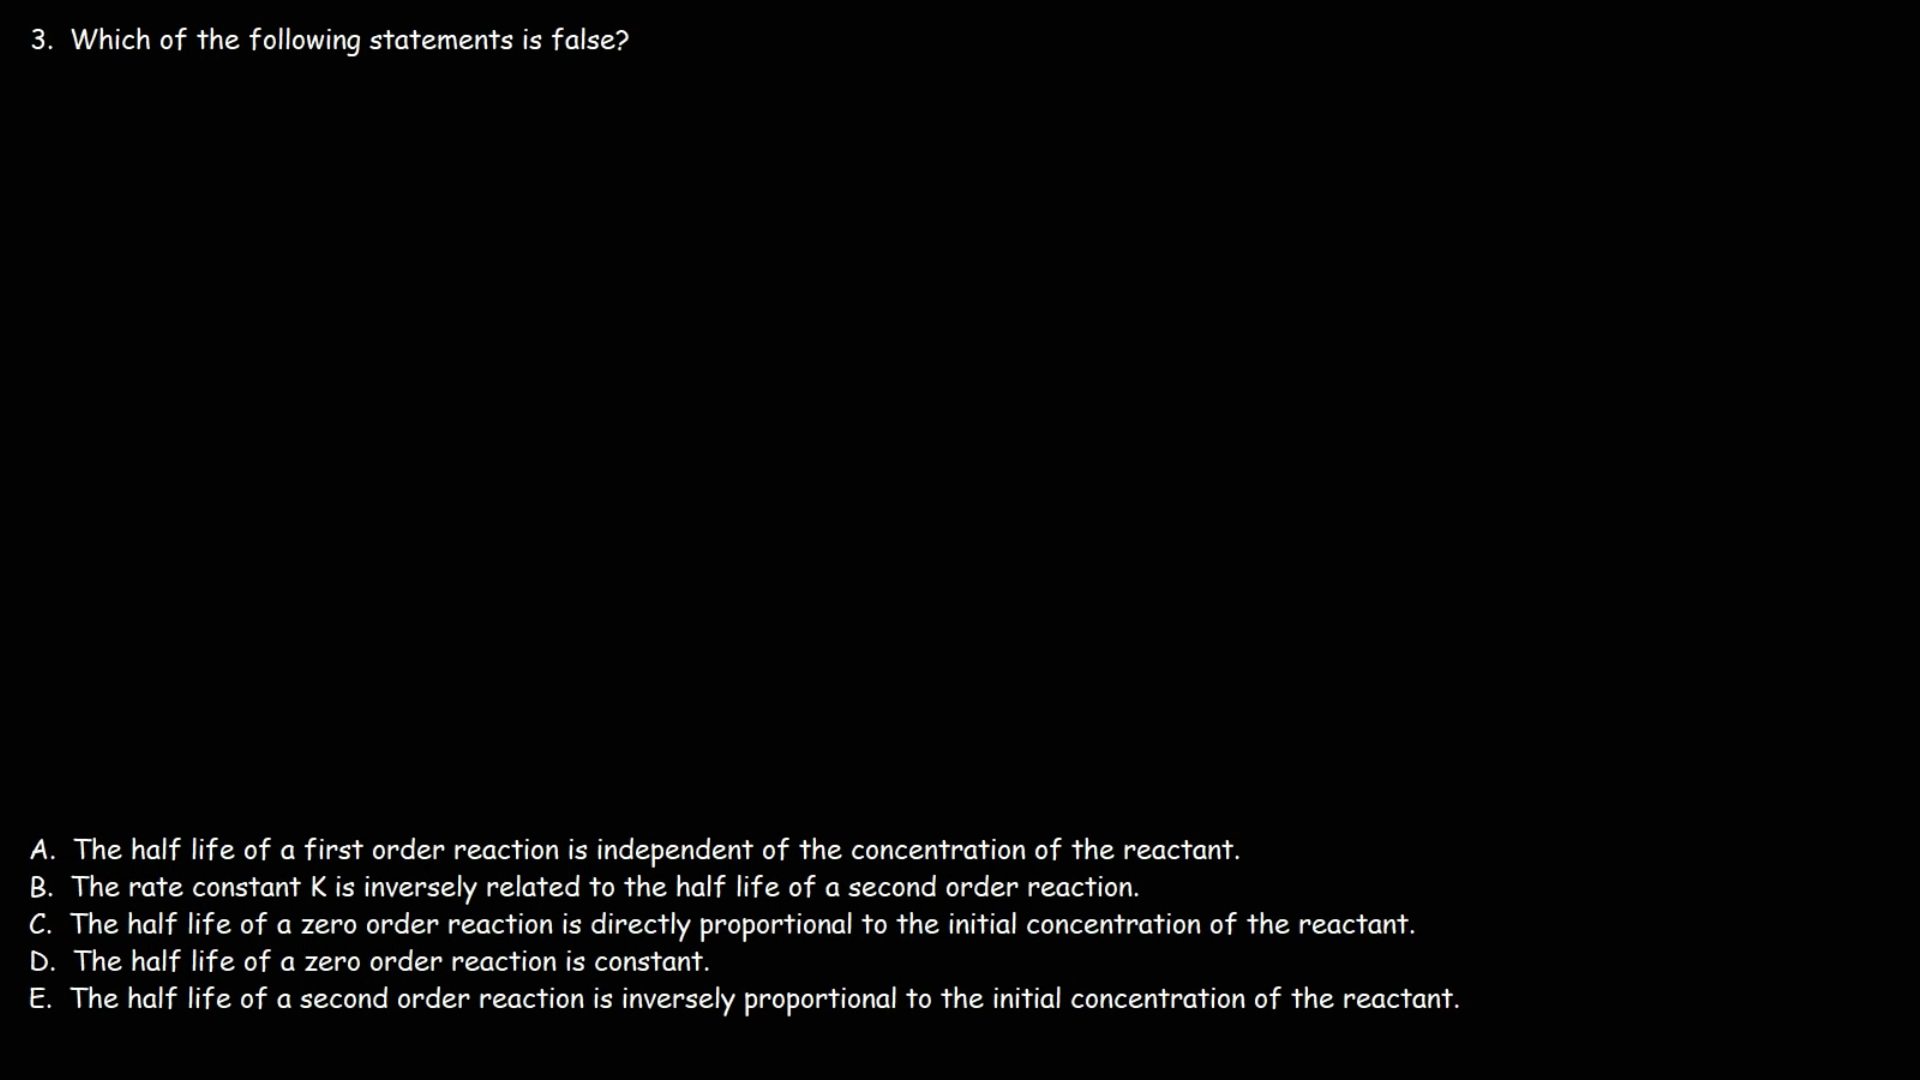 3. Which of the following statements is false?
A. The half life of a first order reaction is independent of the concentration of the reactant.
B. The rate constant K is inversely related to the half life of a second order reaction.
C. The half life of a zero order reaction is directly proportional to the initial concentration of the reactant.
D. The half life of a zero order reaction is constant.
E. The half life of a second order reaction is inversely proportional to the initial concentration of the reactant.